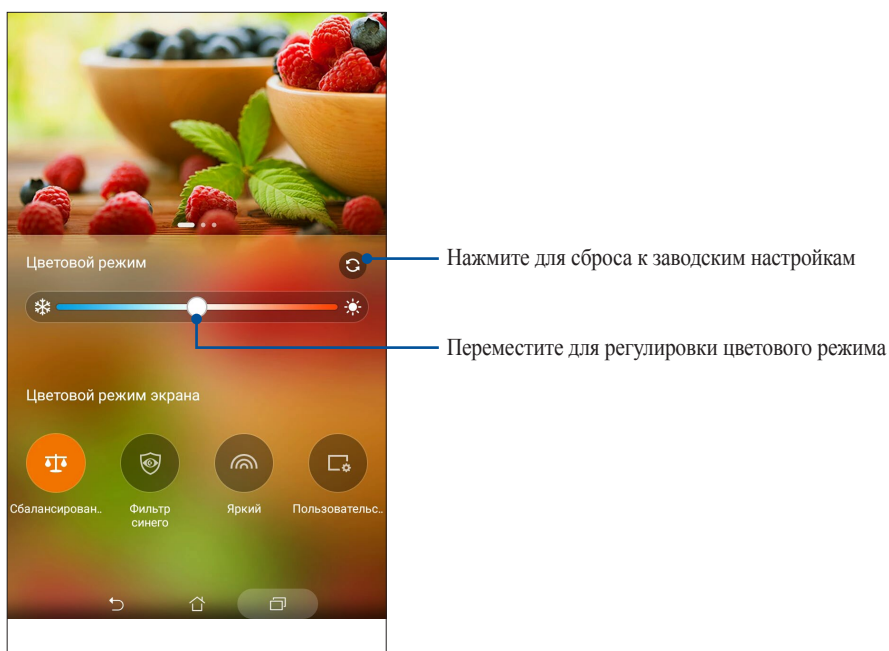 Цветовой режим
Нажмите для сброса к заводским настройкам
Переместите для регулировки цветового режима
Цветовой режим экрана
Сбалансирован..
Фильтр
синего
Яркий
Пользовательс..